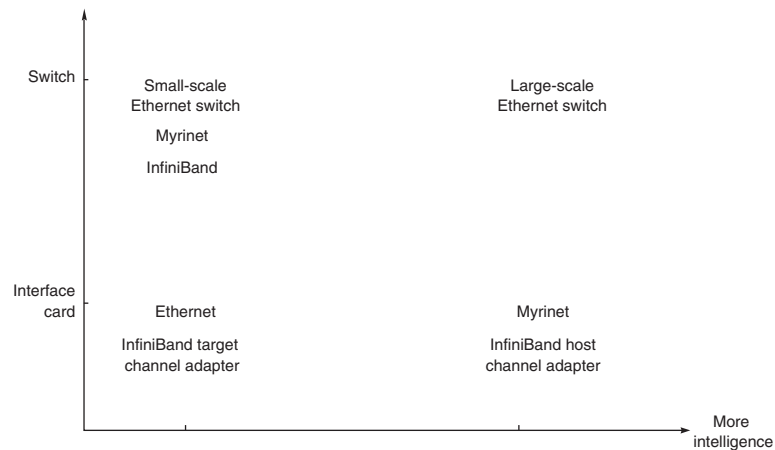 Switch
Small-scale
Ethernet switch
Myrinet
InfiniBand
Large-scale
Ethernet switch
Interface
card
Ethernet
InfiniBand target
channel adapter
Myrinet
InfiniBand host
channel adapter
More
intelligence